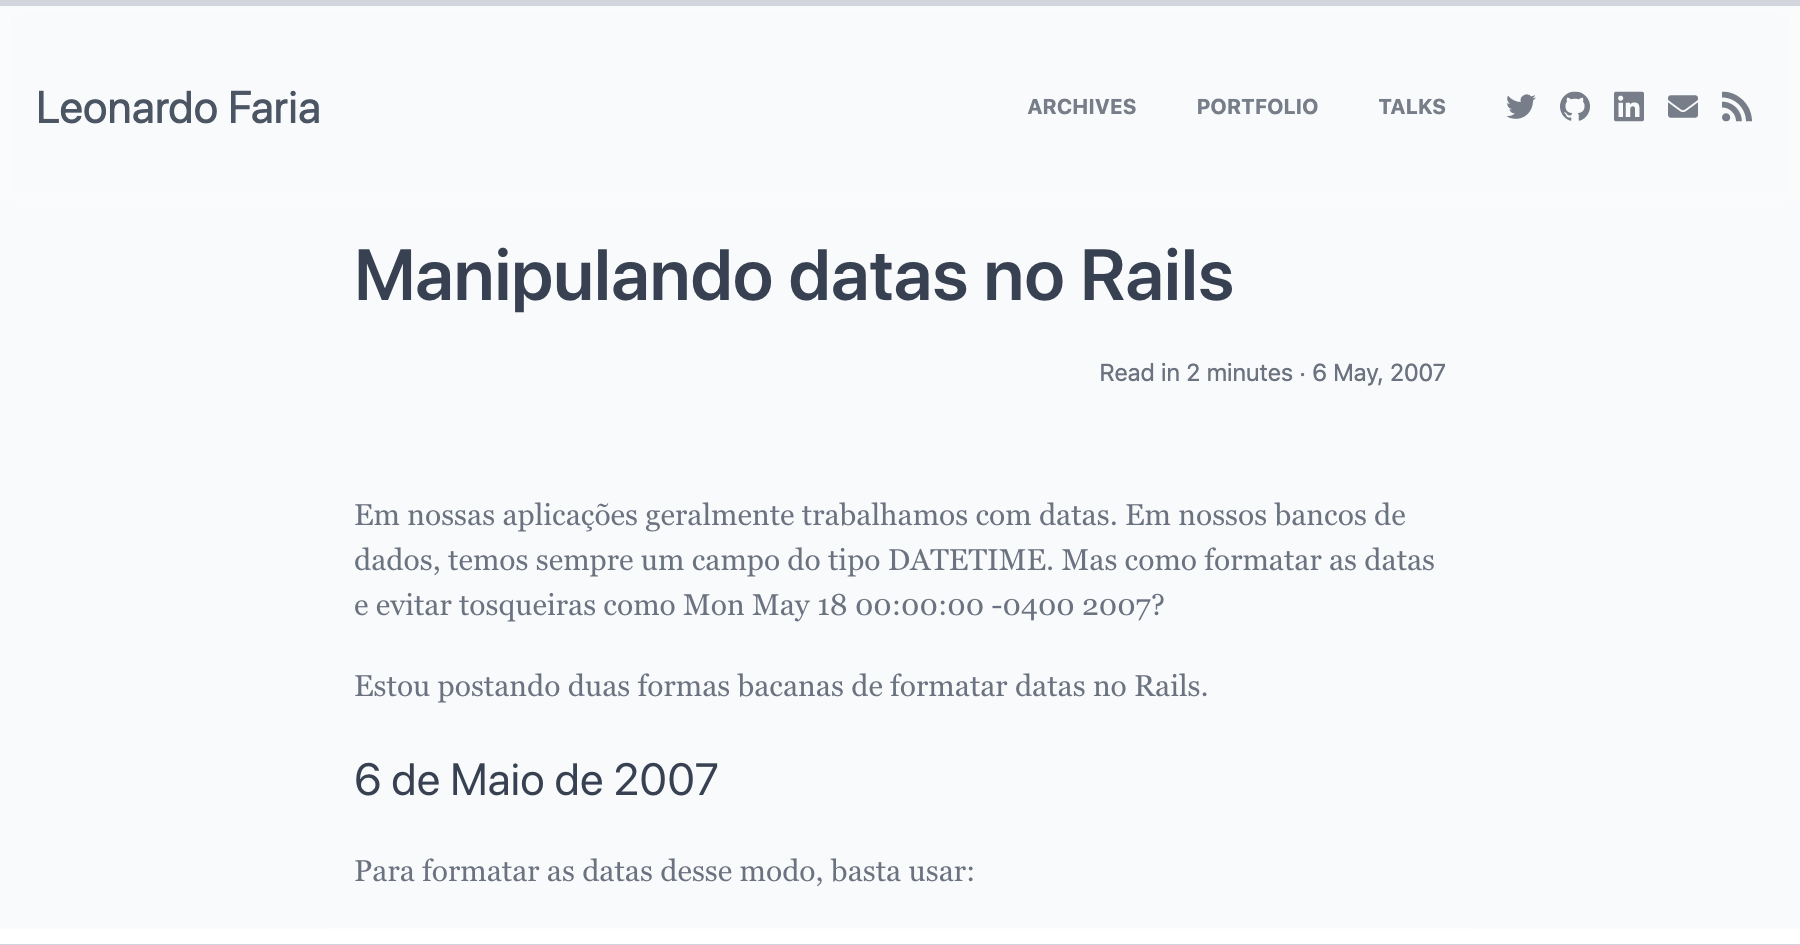 Leonardo Faria
ARCHIVES PORTFOLIO TALKS
Manipulando datas no Rails
Read in 2 minutes · 6 May, 2007
Em nossas aplicações geralmente trabalhamos com datas. Em nossos bancos de
dados, temos sempre um campo do tipo DATETIME. Mas como formatar as datas
e evitar tosqueiras como Mon May 18 00:00:00 -0400 2007?
Estou postando duas formas bacanas de formatar datas no Rails.
6 de Maio de 2007
Para formatar as datas desse modo, basta usar: